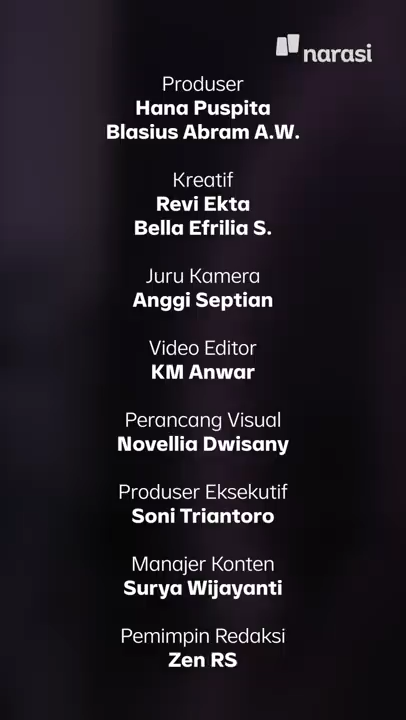 narasi
Produser
Hana Puspita
Blasius Abram A.W.
Kreatif
Revi Ekta
Bella Efrilia S.
Juru Kamera
Anggi Septian
Video Editor
KM Anwar
Perancang Visual
Novellia Dwisany
Produser Eksekutif
Soni Triantoro
Manajer Konten
Surya Wijayanti
Pemimpin Redaksi
Zen RS